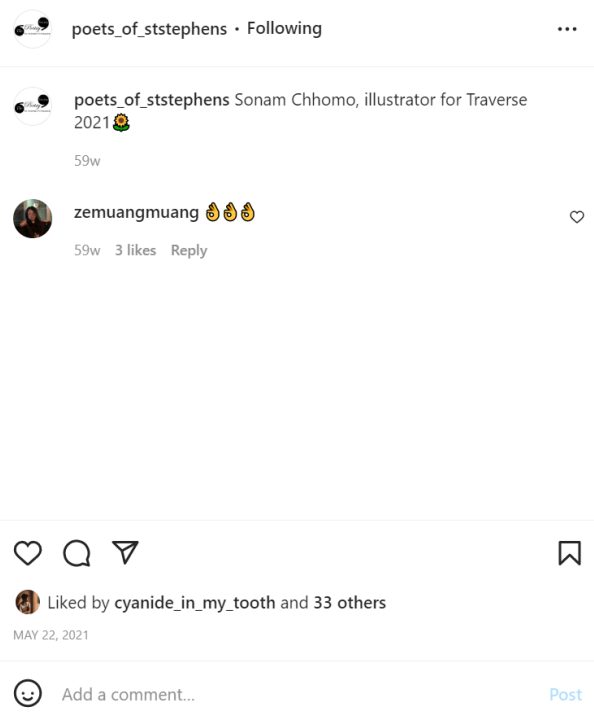 poets_of_ststephens • Following
poets_of_ststephens Sonam Chhomo, illustrator for Traverse
2021🌻
59w
zemuangmuang 👌👌👌
59w 3 likes Reply
Liked by cyanide_in_my_tooth and 33 others
MAY 22, 2021
Add a comment...
Post